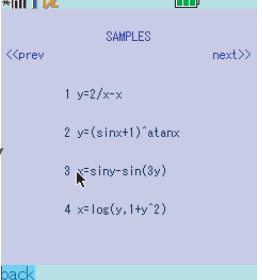 SAMPLES
<<prev next>>
1 y=2/x-x
2 y=(sinx+1)^atanx
3 x=siny-sin(3y)
4 x=log(y,1+y^2)
back